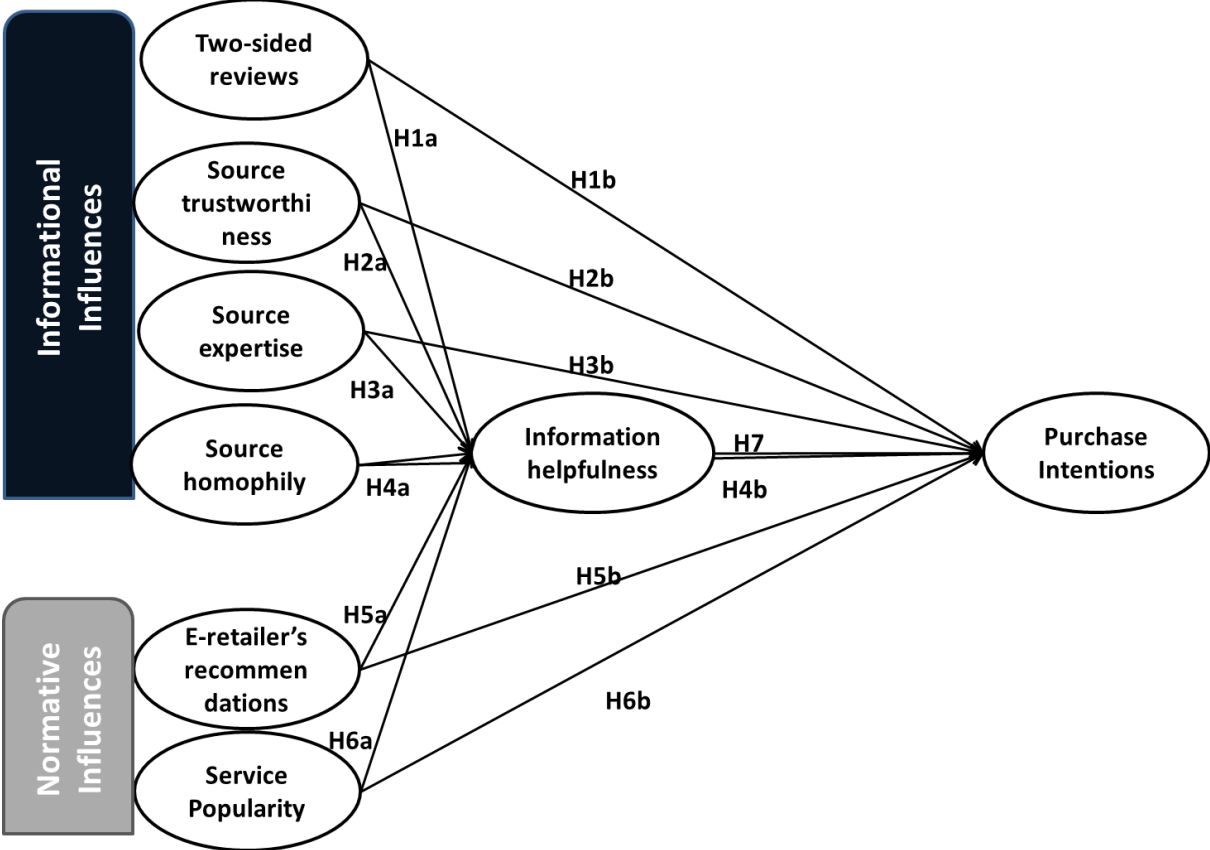 Informational
Influences
Two-sided
reviews
Source
trustworthi
ness
Source
expertise
Source
homophily
H1a
H1b
H2a
H2b
H3a
H3b
H4a
Information
helpfulness
H7
H4b
Purchase
Intentions
Normative
Influences
E-retailer’s
recommen
dations
Service
Popularity
H5a
H5b
H6a
H6b